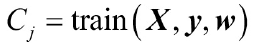 C_j = train(X, y, w)